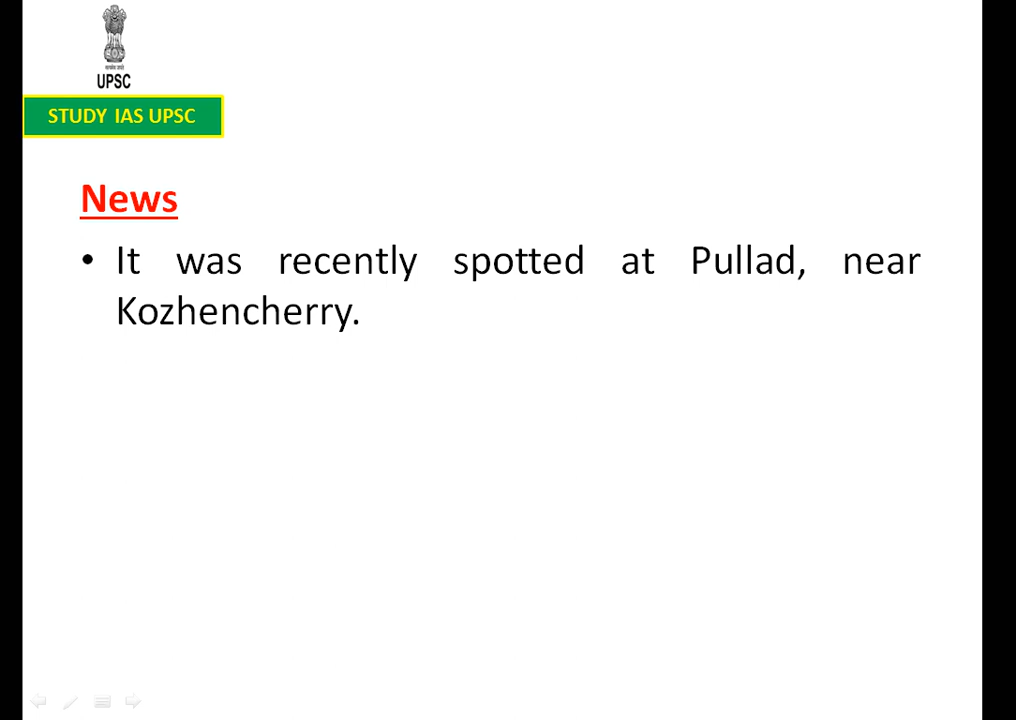 UPSC
STUDY IAS UPSC
News
• It was recently spotted at Pullad, near
Kozhencherry.